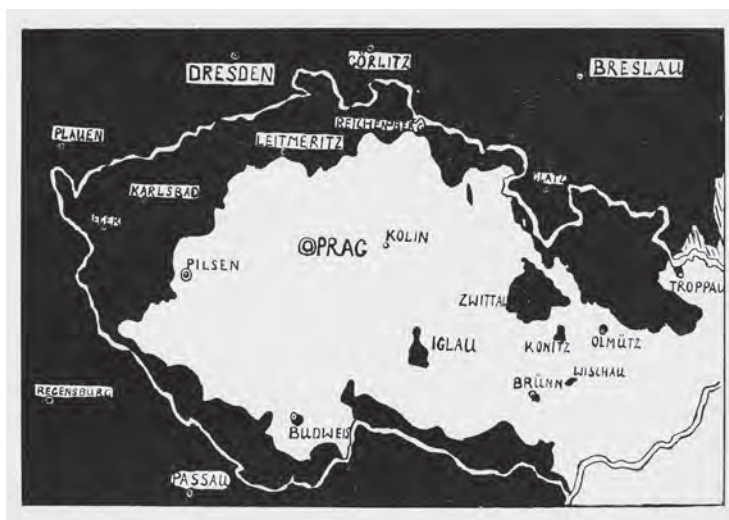 DRESDEN
GÖRLITZ
BRESLAU
PLAUEN
REICHENBERG
LEITMERITZ
KARLSBAD
GLATZ
EGER
PRAG
KOLIN
PILSEN
TROPPAU
ZWITTAU
IGLAU
KONITZ
OLMÜTZ
WISCHAU
BRÜNN
REGENSBURG
BUDWEIS
PASSAU